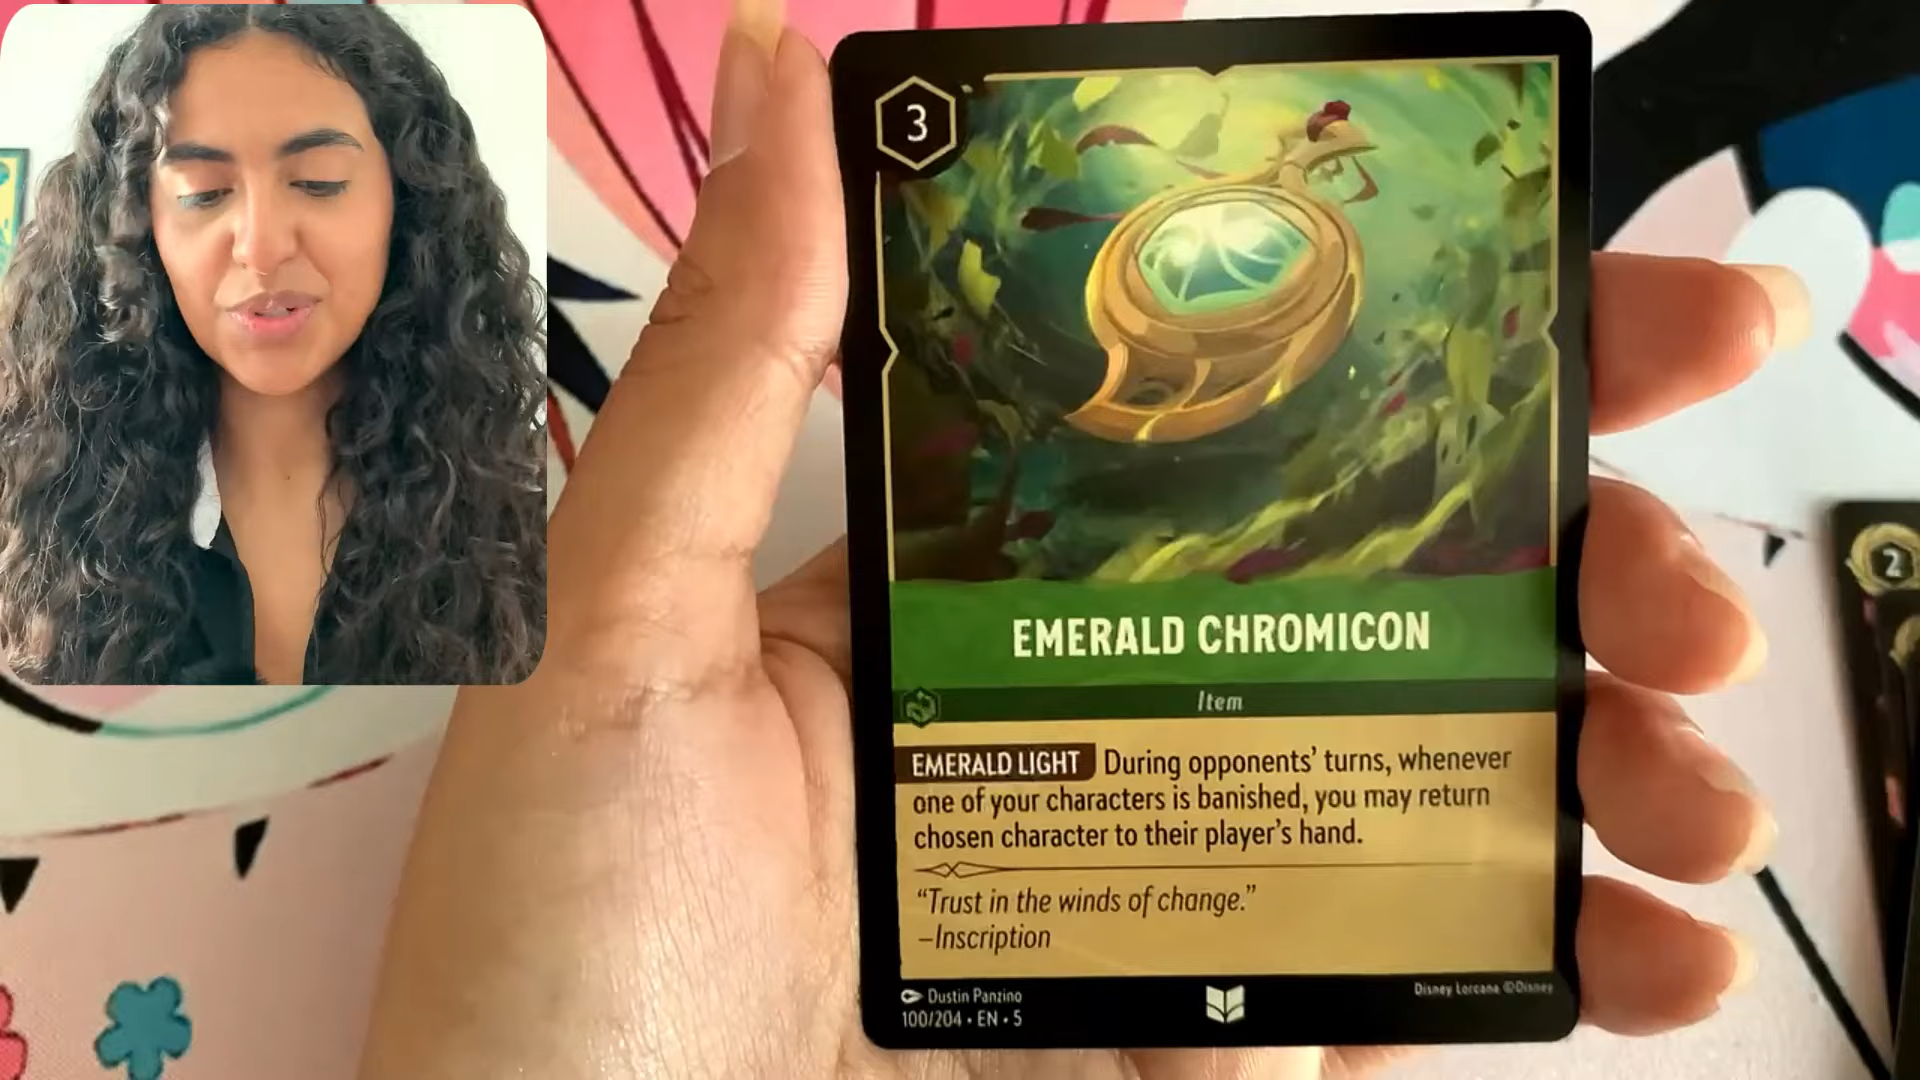 3
EMERALD CHROMICON
Item
EMERALD LIGHT During opponents’ turns, whenever
one of your characters is banished, you may return
chosen character to their player’s hand.
“Trust in the winds of change.”
–Inscription
Dustin Panzino
100/204 • EN • 5
Disney Lorcana ©Disney
2